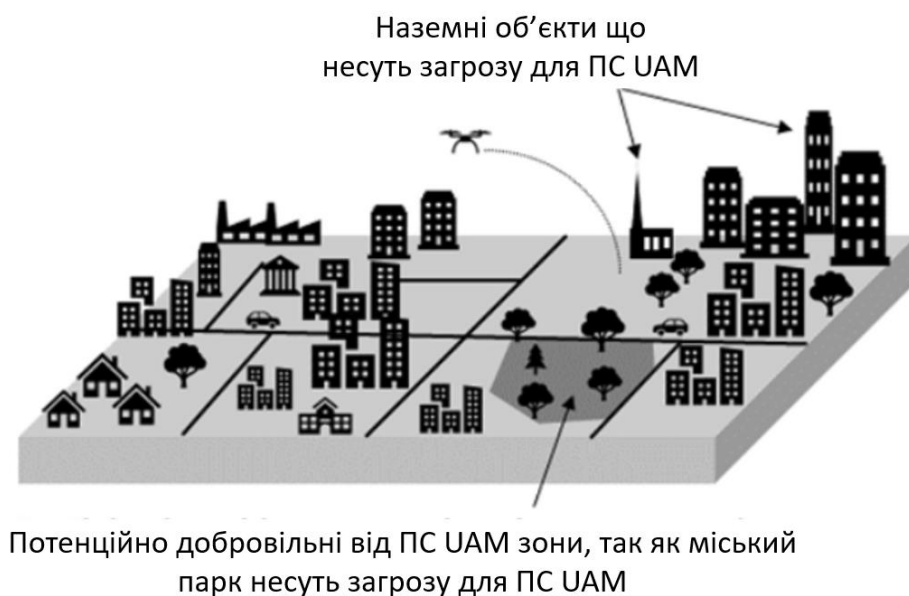 Наземні об’єкти що
несуть загрозу для ПС UAM
Потенційно добровільні від ПС UAM зони, так як міський
парк несуть загрозу для ПС UAM